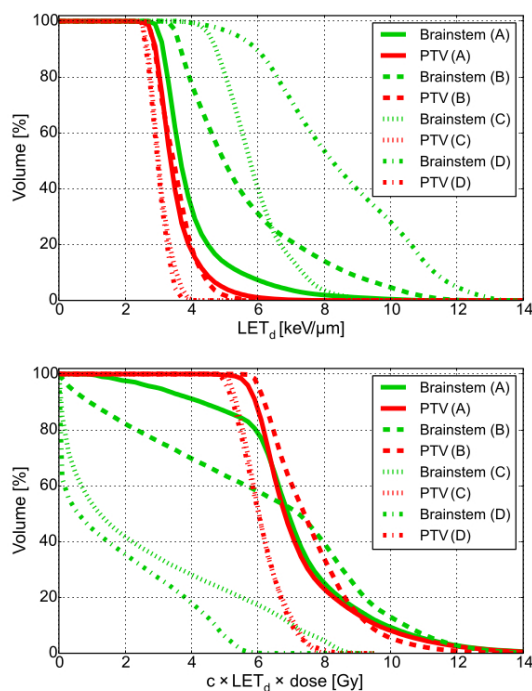 100
80
60
40
20
0
Volume [%]
Brainstem (A)
PTV (A)
Brainstem (B)
PTV (B)
Brainstem (C)
PTV (C)
Brainstem (D)
PTV (D)
0 2 4 6 8 10 12 14
LETd [keV/μm]
100
80
60
40
20
0
Volume [%]
Brainstem (A)
PTV (A)
Brainstem (B)
PTV (B)
Brainstem (C)
PTV (C)
Brainstem (D)
PTV (D)
0 2 4 6 8 10 12 14
c × LETd × dose [Gy]